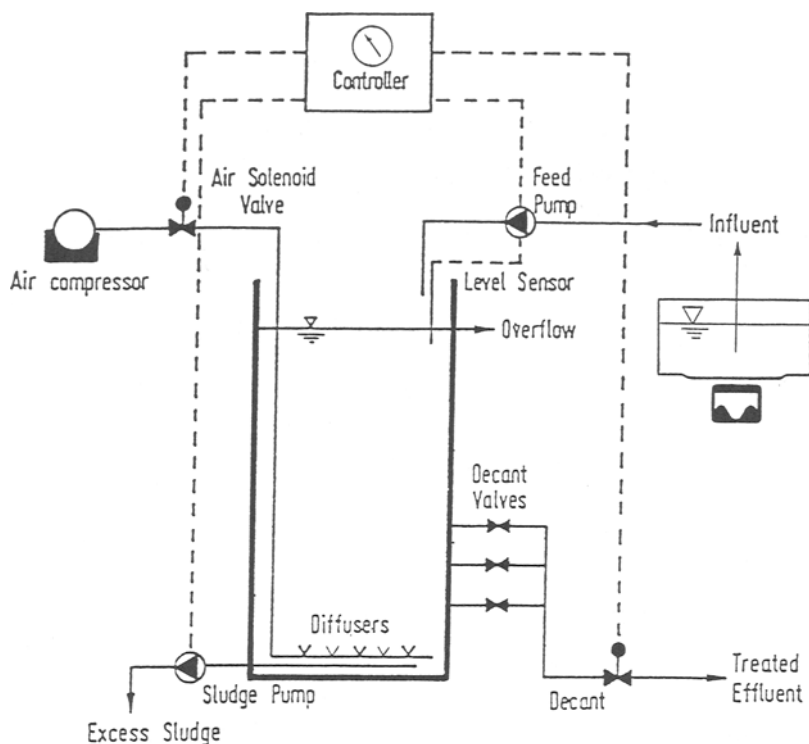 Controller
Air Solenoid
Valve
Feed
Pump
Influent
Air compressor
Level Sensor
Overflow
Decant
Valves
Diffusers
Sludge Pump
Excess Sludge
Decant
Treated
Effluent